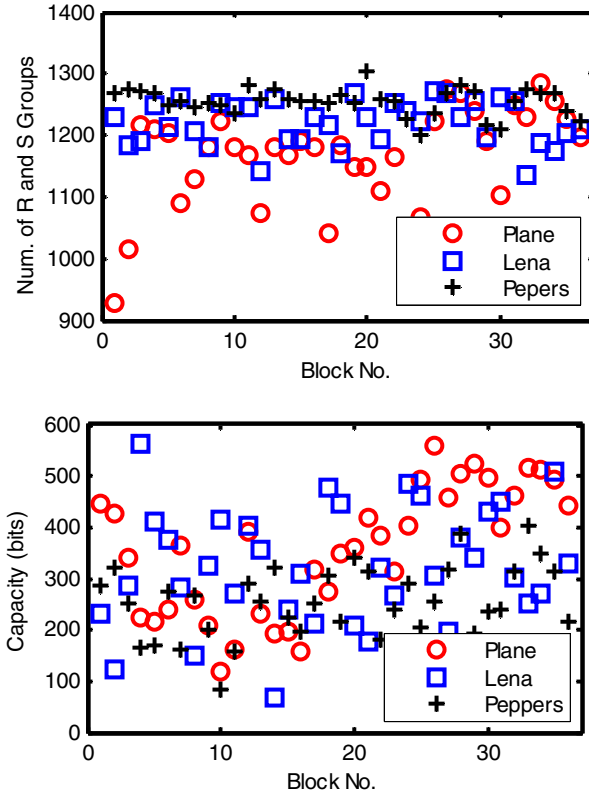 1400
1300
1200
1100
1000
900
Num. of R and S Groups
0
10
20
30
Block No.
Plane
Lena
Pepers
600
500
400
300
200
100
0
Capacity (bits)
0
10
20
30
Block No.
Plane
Lena
Peppers